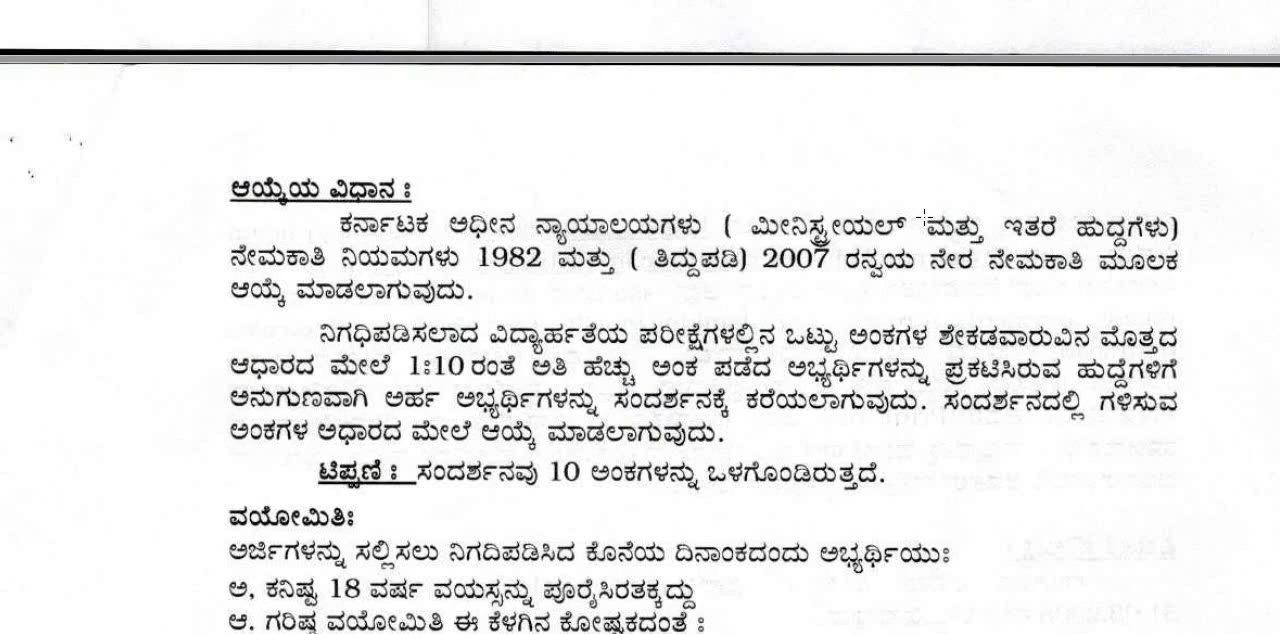 ಆಯ್ಕೆಯ ವಿಧಾನ ಃ
ಕರ್ನಾಟಕ ಅಧೀನ ನ್ಯಾಯಾಲಯಗಳು ( ಮೀನಿಸ್ಟ್ರೀಯಲ್ ಮತ್ತು ಇತರೆ ಹುದ್ದೆಗೆಳು)
ನೇಮಕಾತಿ ನಿಯಮಗಳು 1982 ಮತ್ತು ( ತಿದ್ದುಪಡಿ) 2007 ರನ್ವಯ ನೇರ ನೇಮಕಾತಿ ಮೂಲಕ
ಆಯ್ಕೆ ಮಾಡಲಾಗುವುದು.
ನಿಗಧಿಪಡಿಸಲಾದ ವಿದ್ಯಾರ್ಹತೆಯ ಪರೀಕ್ಷೆಗಳಲ್ಲಿನ ಒಟ್ಟು ಅಂಕಗಳ ಶೇಕಡವಾರುವಿನ ಮೊತ್ತದ
ಆಧಾರದ ಮೇಲೆ 1ಃ10 ರಂತೆ ಅತಿ ಹೆಚ್ಚು ಅಂಕ ಪಡೆದ ಅಭ್ಯರ್ಥಿಗಳನ್ನು ಪ್ರಕಟಿಸಿರುವ ಹುದ್ದೆಗಳಿಗೆ
ಅನುಗುಣವಾಗಿ ಅರ್ಹ ಅಭ್ಯರ್ಥಿಗಳನ್ನು ಸಂದರ್ಶನಕ್ಕೆ ಕರೆಯಲಾಗುವುದು. ಸಂದರ್ಶನದಲ್ಲಿ ಗಳಿಸುವ
ಅಂಕಗಳ ಅಧಾರದ ಮೇಲೆ ಆಯ್ಕೆ ಮಾಡಲಾಗುವುದು.
ಟಿಪ್ಪಣಿ ಃ ಸಂದರ್ಶನವು 10 ಅಂಕಗಳನ್ನು ಒಳಗೊಂಡಿರುತ್ತದೆ.
ವಯೋಮಿತಿಃ
ಅರ್ಜಿಗಳನ್ನು ಸಲ್ಲಿಸಲು ನಿಗದಿಪಡಿಸಿದ ಕೊನೆಯ ದಿನಾಂಕದಂದು ಅಭ್ಯರ್ಥಿಯುಃ
ಅ, ಕನಿಷ್ಟ 18 ವರ್ಷ ವಯಸ್ಸನ್ನು ಪೂರೈಸಿರತಕ್ಕದ್ದು
ಆ. ಗರಿಷ್ಠ ವಯೋಮಿತಿ ಈ ಕೆಳಗಿನ ಕೋಷ್ಟಕದಂತೆ ಃ